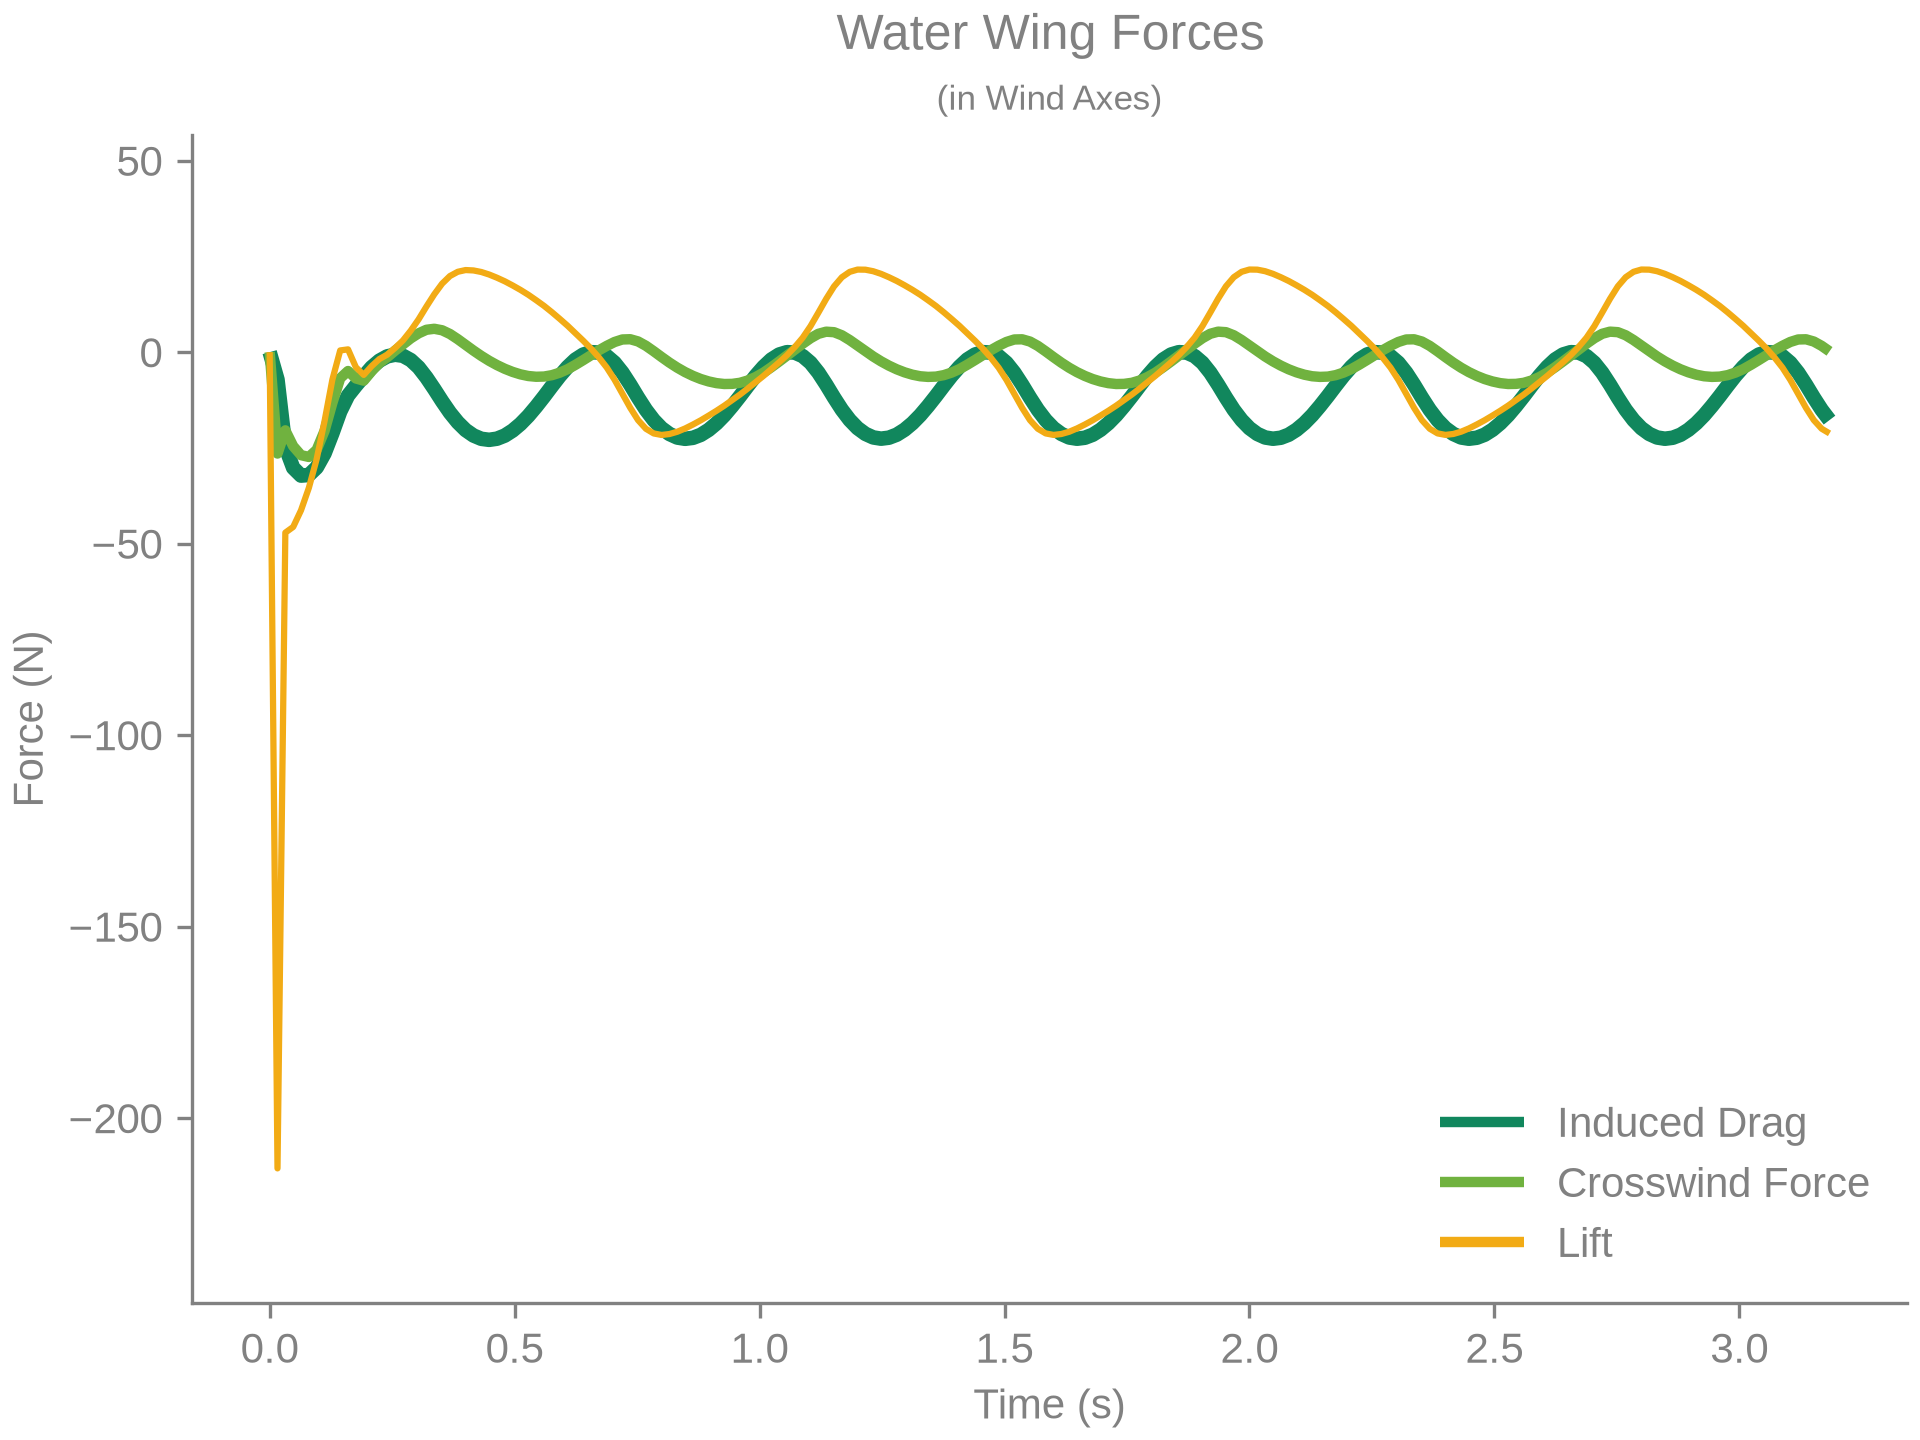 Water Wing Forces
(in Wind Axes)
50
0
−50
−100
−150
−200
Force (N)
0.0 0.5 1.0 1.5 2.0 2.5 3.0
Time (s)
Induced Drag
Crosswind Force
Lift